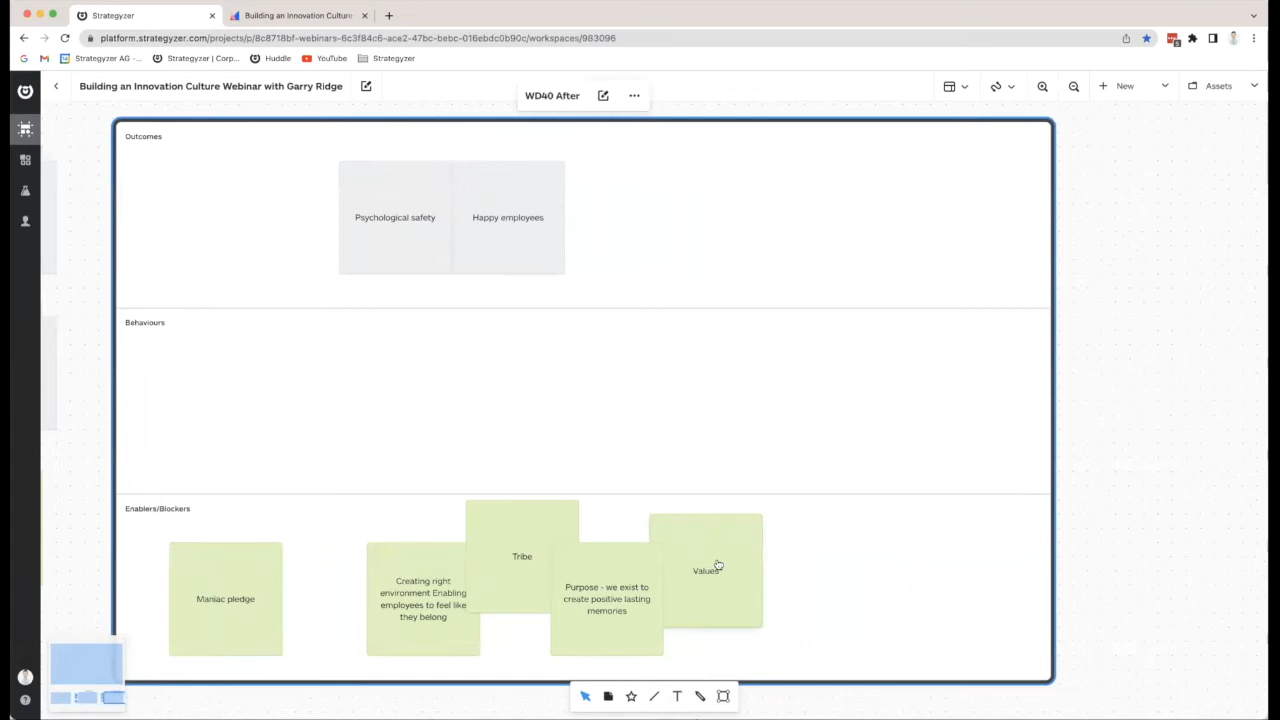 Strategyzer
Building an Innovation Culture
platform.strategyzer.com/projects/p/8c8718bf-webinars-6c3f84c6-ace2-47bc-bebc-016ebdc0b90c/workspaces/983096
5
G
Strategyzer AG -...
Strategyzer | Corp...
Huddle
YouTube
Strategyzer
Building an Innovation Culture Webinar with Garry Ridge
WD40 After
New
Assets
Outcomes
Psychological safety
Happy employees
Behaviours
Enablers/Blockers
Maniac pledge
Creating right
environment Enabling
employees to feel like
they belong
Tribe
Purpose - we exist to
create positive lasting
memories
Values
T